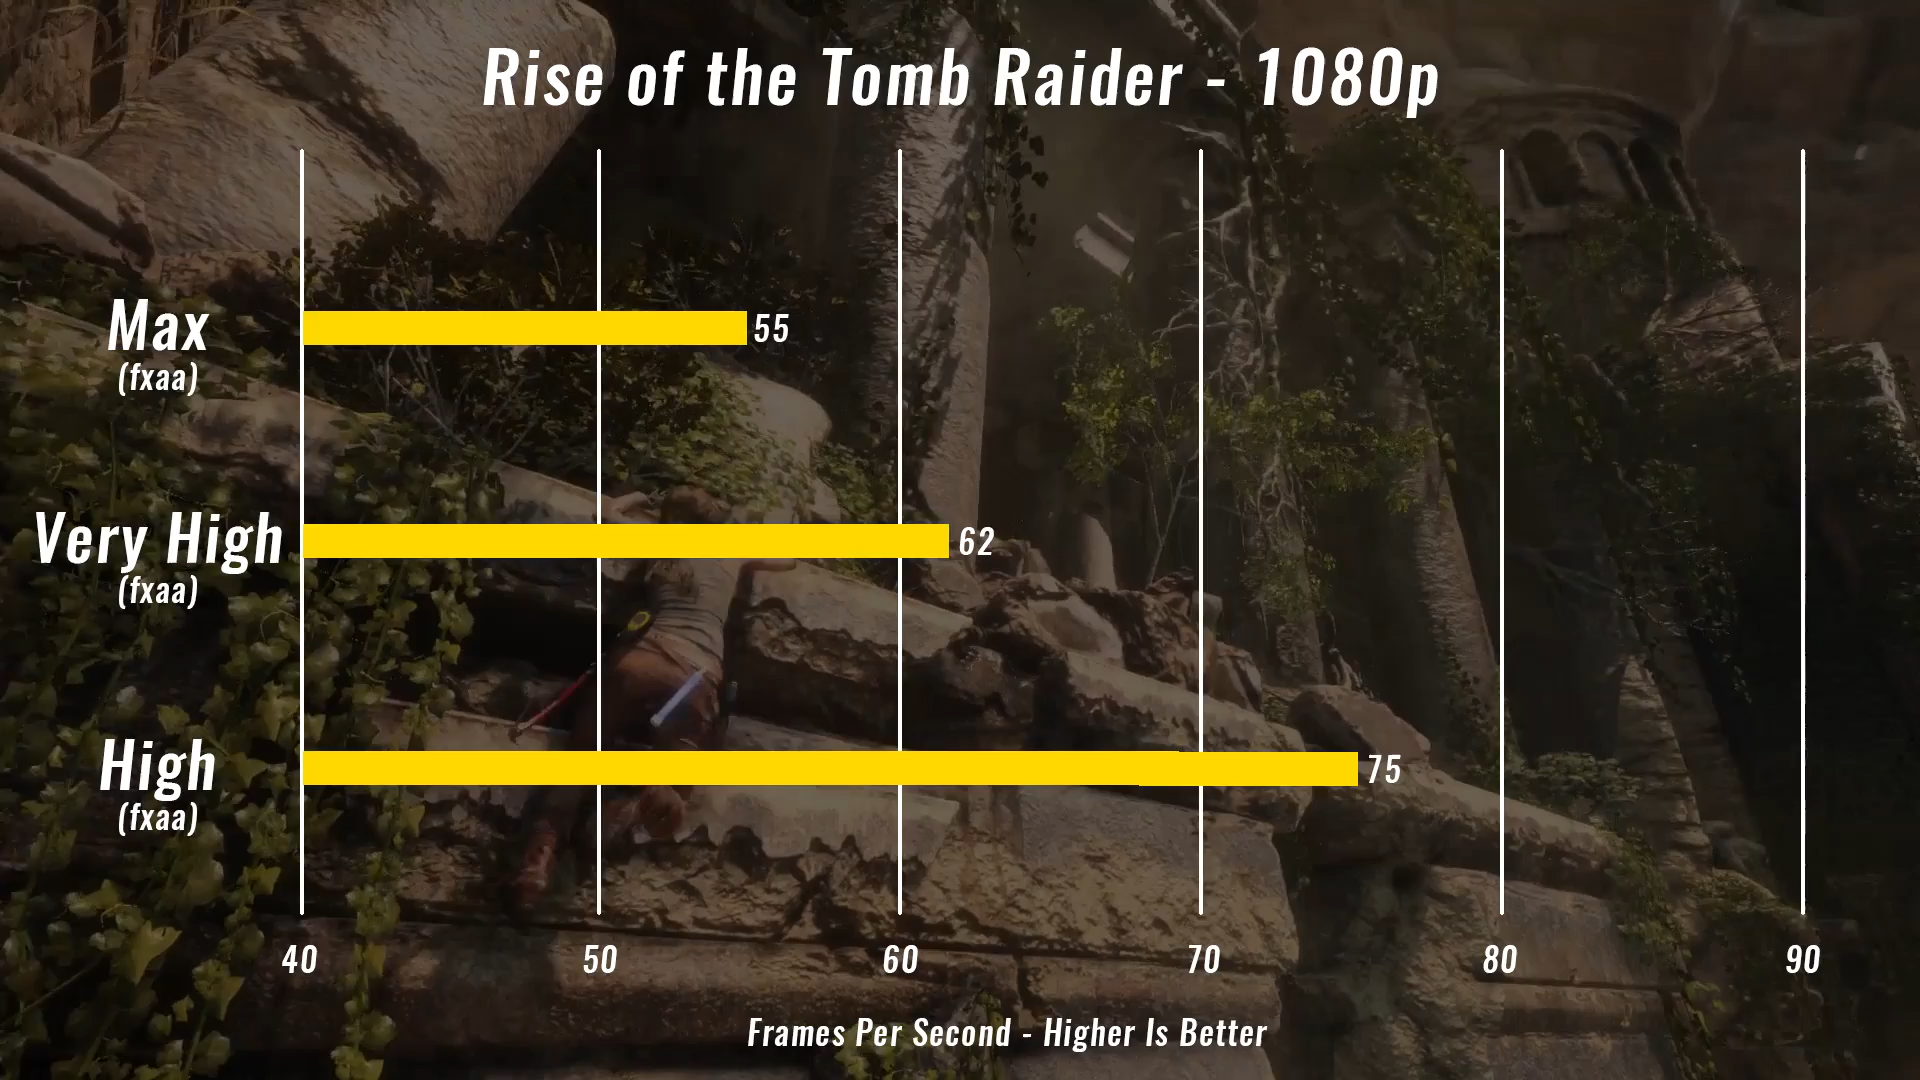 Rise of the Tomb Raider - 1080p
Max
(fxaa)
55
Very High
(fxaa)
62
High
(fxaa)
75
40 50 60 70 80 90
Frames Per Second - Higher Is Better